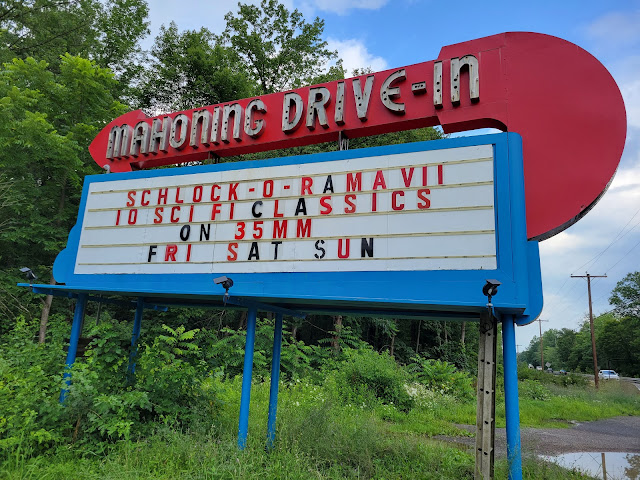 MAHONING DRIVE-IN
SCHLOCK-O-RAMA VII
10 SCI FI CLASSICS
ON 35MM
FRI SAT SUN